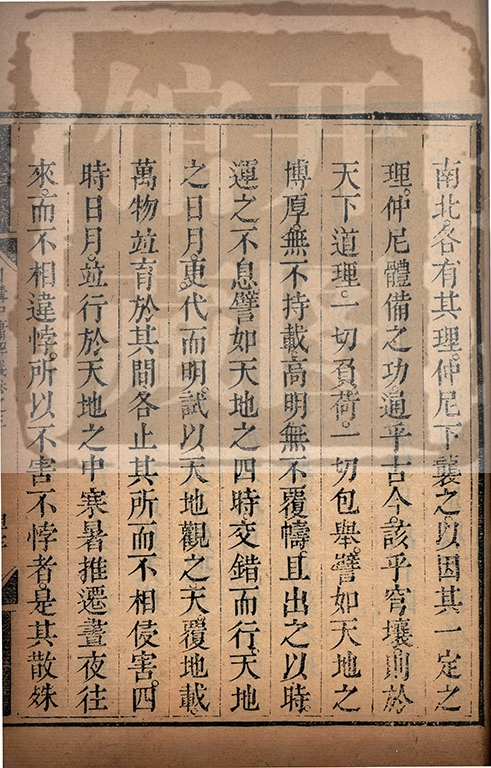 南北各有其理。仲尼下襲之以因其一定之
理。仲尼體備之功。通乎古今。該乎穹壤。則於
天下道理。一切負荷。一切包舉。譬如天地之
博厚。無不持載。高明無不覆幬。且出之以時。
運之不息。譬如天地之四時交錯而行。天地
之日月。更代而明。試以天地觀之。天覆地載。
萬物竝育於其間。各止其所而不相侵害。四
時日月。竝行於天地之中。寒暑推遷。晝夜往
來。而不相違悖。所以不害不悖者。是其散殊